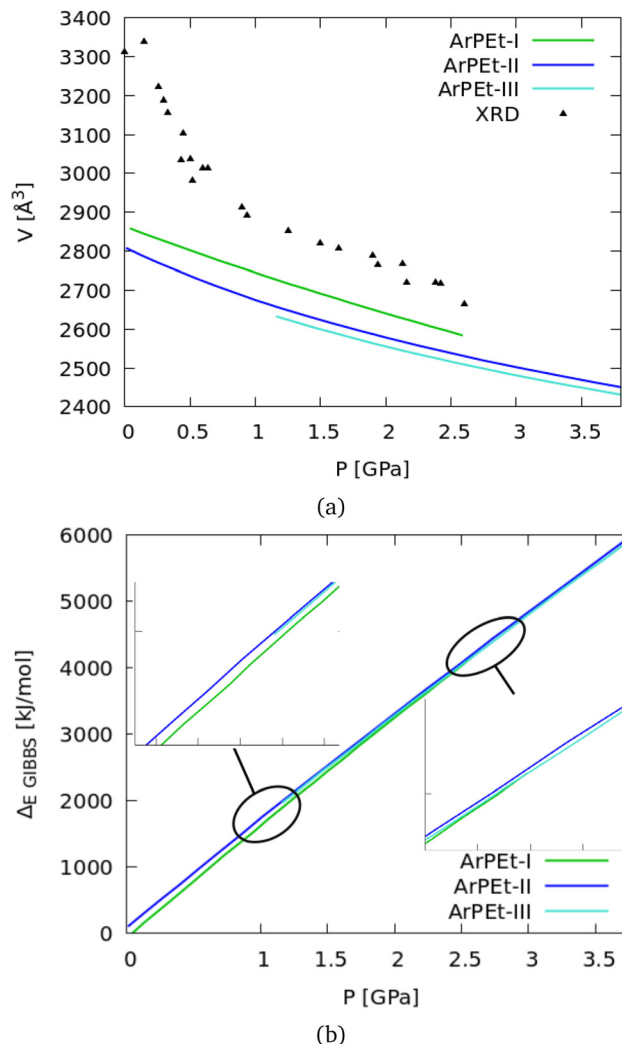 3400
3300
3200
3100
3000
2900
2800
2700
2600
2500
2400
V [Å³]
ArPEt-I
ArPEt-II
ArPEt-III
XRD
0 0.5 1 1.5 2 2.5 3 3.5
P [GPa]
(a)
6000
5000
4000
3000
2000
1000
0
ΔE GIBBS [kJ/mol]
ArPEt-I
ArPEt-II
ArPEt-III
1 1.5 2 2.5 3 3.5
P [GPa]
(b)